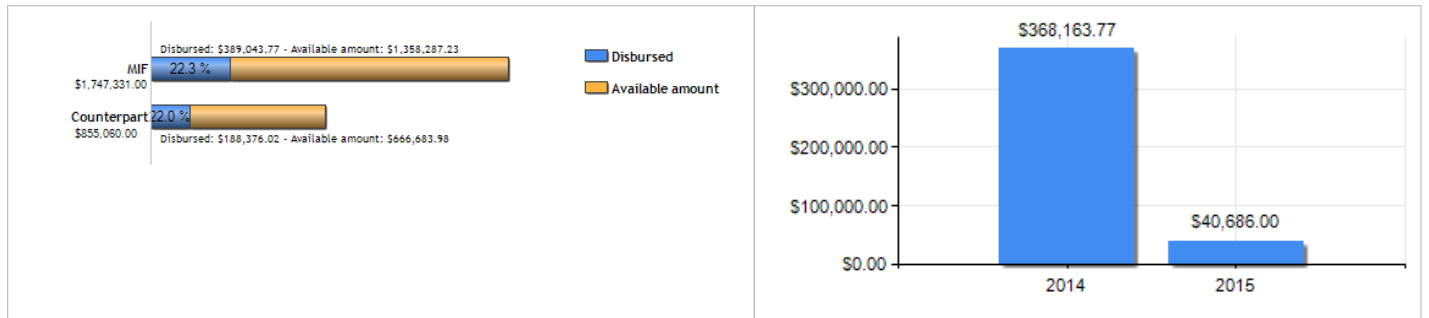 Disbursed: $389,043.77 - Available amount: $1,358,287.23
MIF
22.3 %
$1,747,331.00
Counterpart
22.0 %
$855,060.00
Disbursed: $188,376.02 - Available amount: $666,683.98
Disbursed
Available amount
$368,163.77
$300,000.00
$200,000.00
$100,000.00
$40,686.00
$0.00
2014
2015